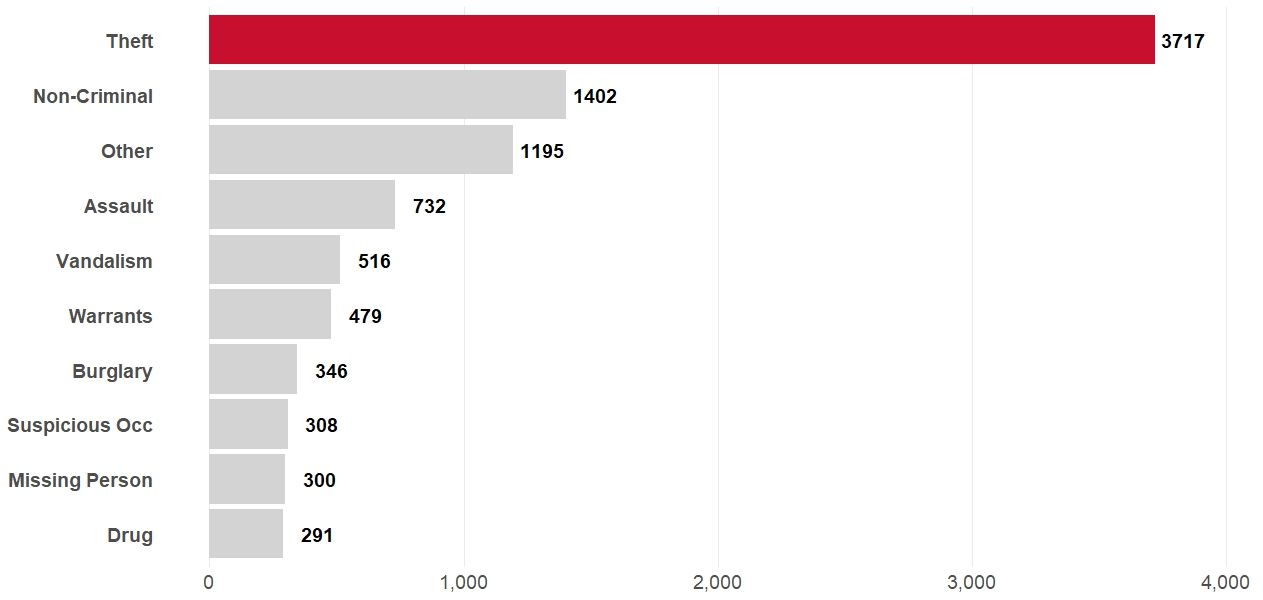 Theft 3717
Non-Criminal 1402
Other 1195
Assault 732
Vandalism 516
Warrants 479
Burglary 346
Suspicious Occ 308
Missing Person 300
Drug 291
0 1,000 2,000 3,000 4,000